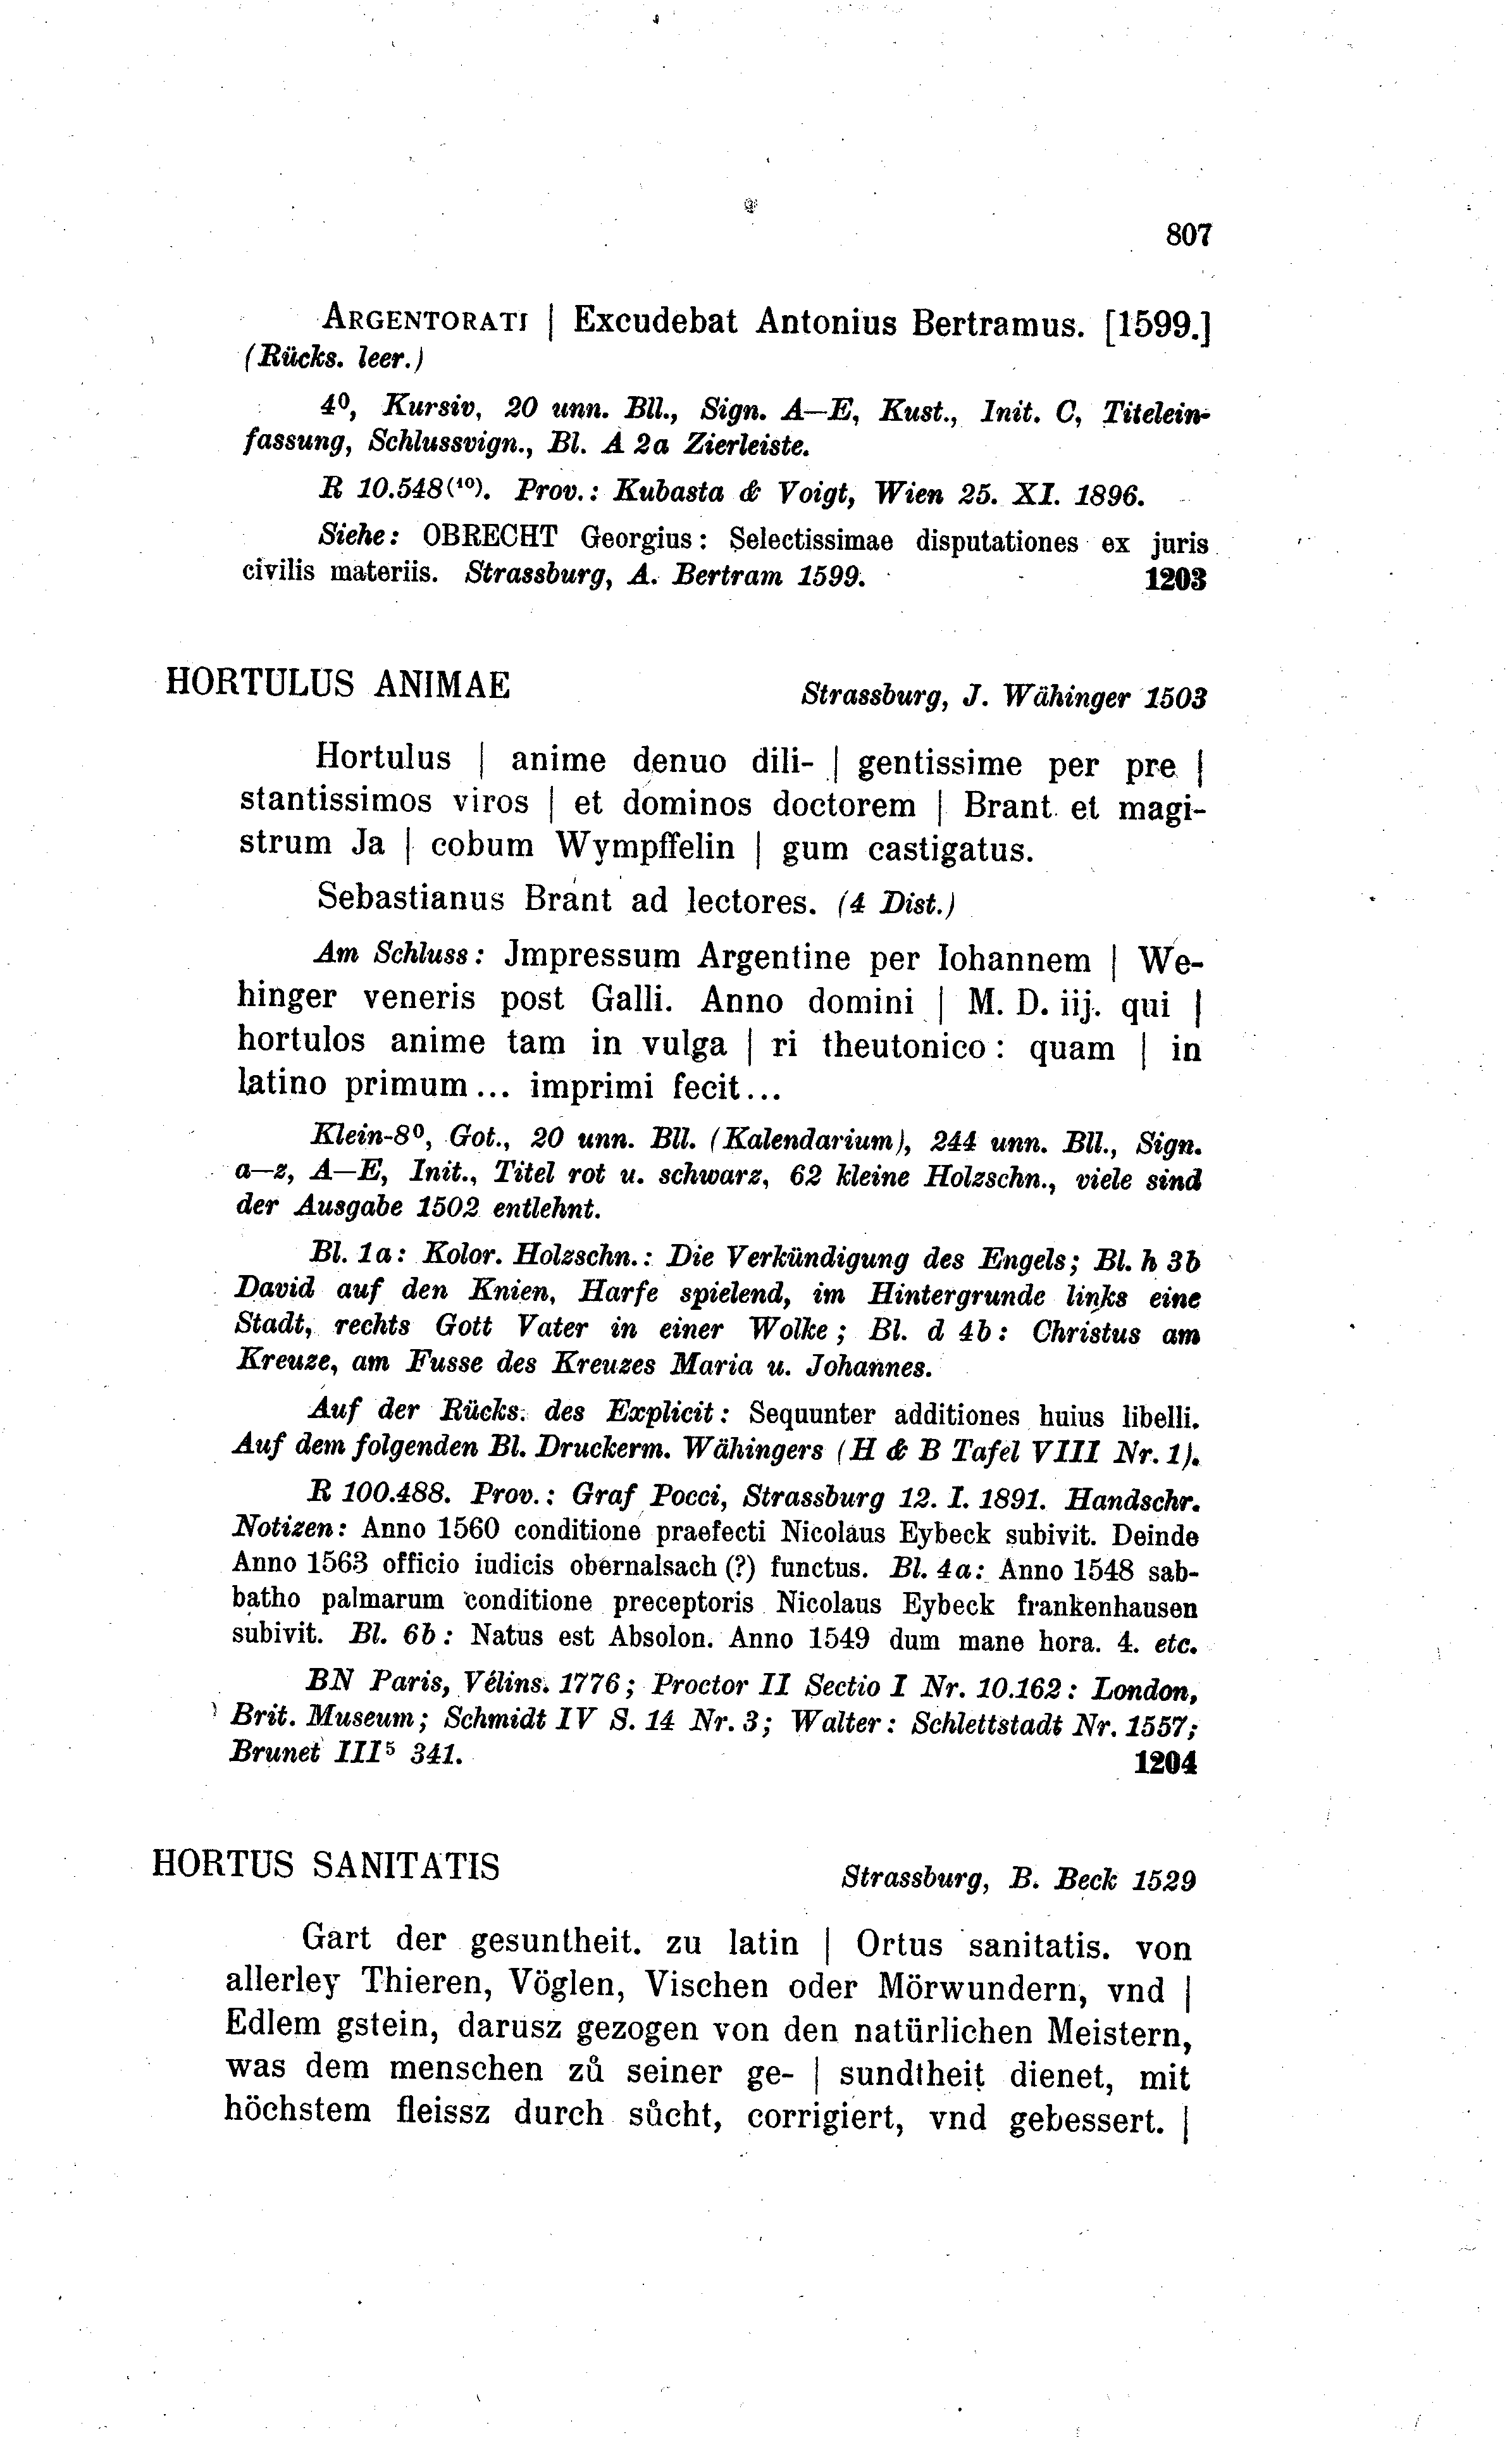 807
ARGENTORATI | Excudebat Antonius Bertramus. [1599.]
(Rücks. leer.)
4⁰, Kursiv, 20 unn. Bll., Sign. A—E, Kust., Init. C, Titelein-
fassung, Schlussvign., Bl. A 2a Zierleiste.
R 10.548(¹⁰). Prov.: Kubasta & Voigt, Wien 25. XI. 1896.
Siehe: OBRECHT Georgius: Selectissimae disputationes ex juris
civilis materiis. Strassburg, A. Bertram 1599. 1203
HORTULUS ANIMAE Strassburg, J. Wähinger 1503
Hortulus | anime denuo dili- | gentissime per pre |
stantissimos viros | et dominos doctorem | Brant et magi-
strum Ja | cobum Wympffelin | gum castigatus.
Sebastianus Brant ad lectores. (4 Dist.)
Am Schluss: Jmpressum Argentine per Iohannem | We-
hinger veneris post Galli. Anno domini | M. D. iij. qui |
hortulos anime tam in vulga | ri theutonico: quam | in
latino primum... imprimi fecit...
Klein-8⁰, Got., 20 unn. Bll. (Kalendarium), 244 unn. Bll., Sign.
a—z, A—E, Init., Titel rot u. schwarz, 62 kleine Holzschn., viele sind
der Ausgabe 1502 entlehnt.
Bl. 1a: Kolor. Holzschn.: Die Verkündigung des Engels; Bl. h 3b
David auf den Knien, Harfe spielend, im Hintergrunde links eine
Stadt, rechts Gott Vater in einer Wolke; Bl. d 4b: Christus am
Kreuze, am Fusse des Kreuzes Maria u. Johannes.
Auf der Rücks. des Explicit: Sequunter additiones huius libelli.
Auf dem folgenden Bl. Druckerm. Wähingers (H & B Tafel VIII Nr. 1).
R 100.488. Prov.: Graf Pocci, Strassburg 12. I. 1891. Handschr.
Notizen: Anno 1560 conditione praefecti Nicolaus Eybeck subivit. Deinde
Anno 1563 officio iudicis obernalsach (?) functus. Bl. 4a: Anno 1548 sab-
batho palmarum conditione preceptoris Nicolaus Eybeck frankenhausen
subivit. Bl. 6b: Natus est Absolon. Anno 1549 dum mane hora. 4. etc.
BN Paris, Vélins. 1776; Proctor II Sectio I Nr. 10.162: London,
Brit. Museum; Schmidt IV S. 14 Nr. 3; Walter: Schlettstadt Nr. 1557;
Brunet III⁵ 341. 1204
HORTUS SANITATIS Strassburg, B. Beck 1529
Gart der gesuntheit. zu latin | Ortus sanitatis. von
allerley Thieren, Vöglen, Vischen oder Mörwundern, vnd |
Edlem gstein, darusz gezogen von den natürlichen Meistern,
was dem menschen zů seiner ge- | sundtheit dienet, mit
höchstem fleissz durch sůcht, corrigiert, vnd gebessert. |